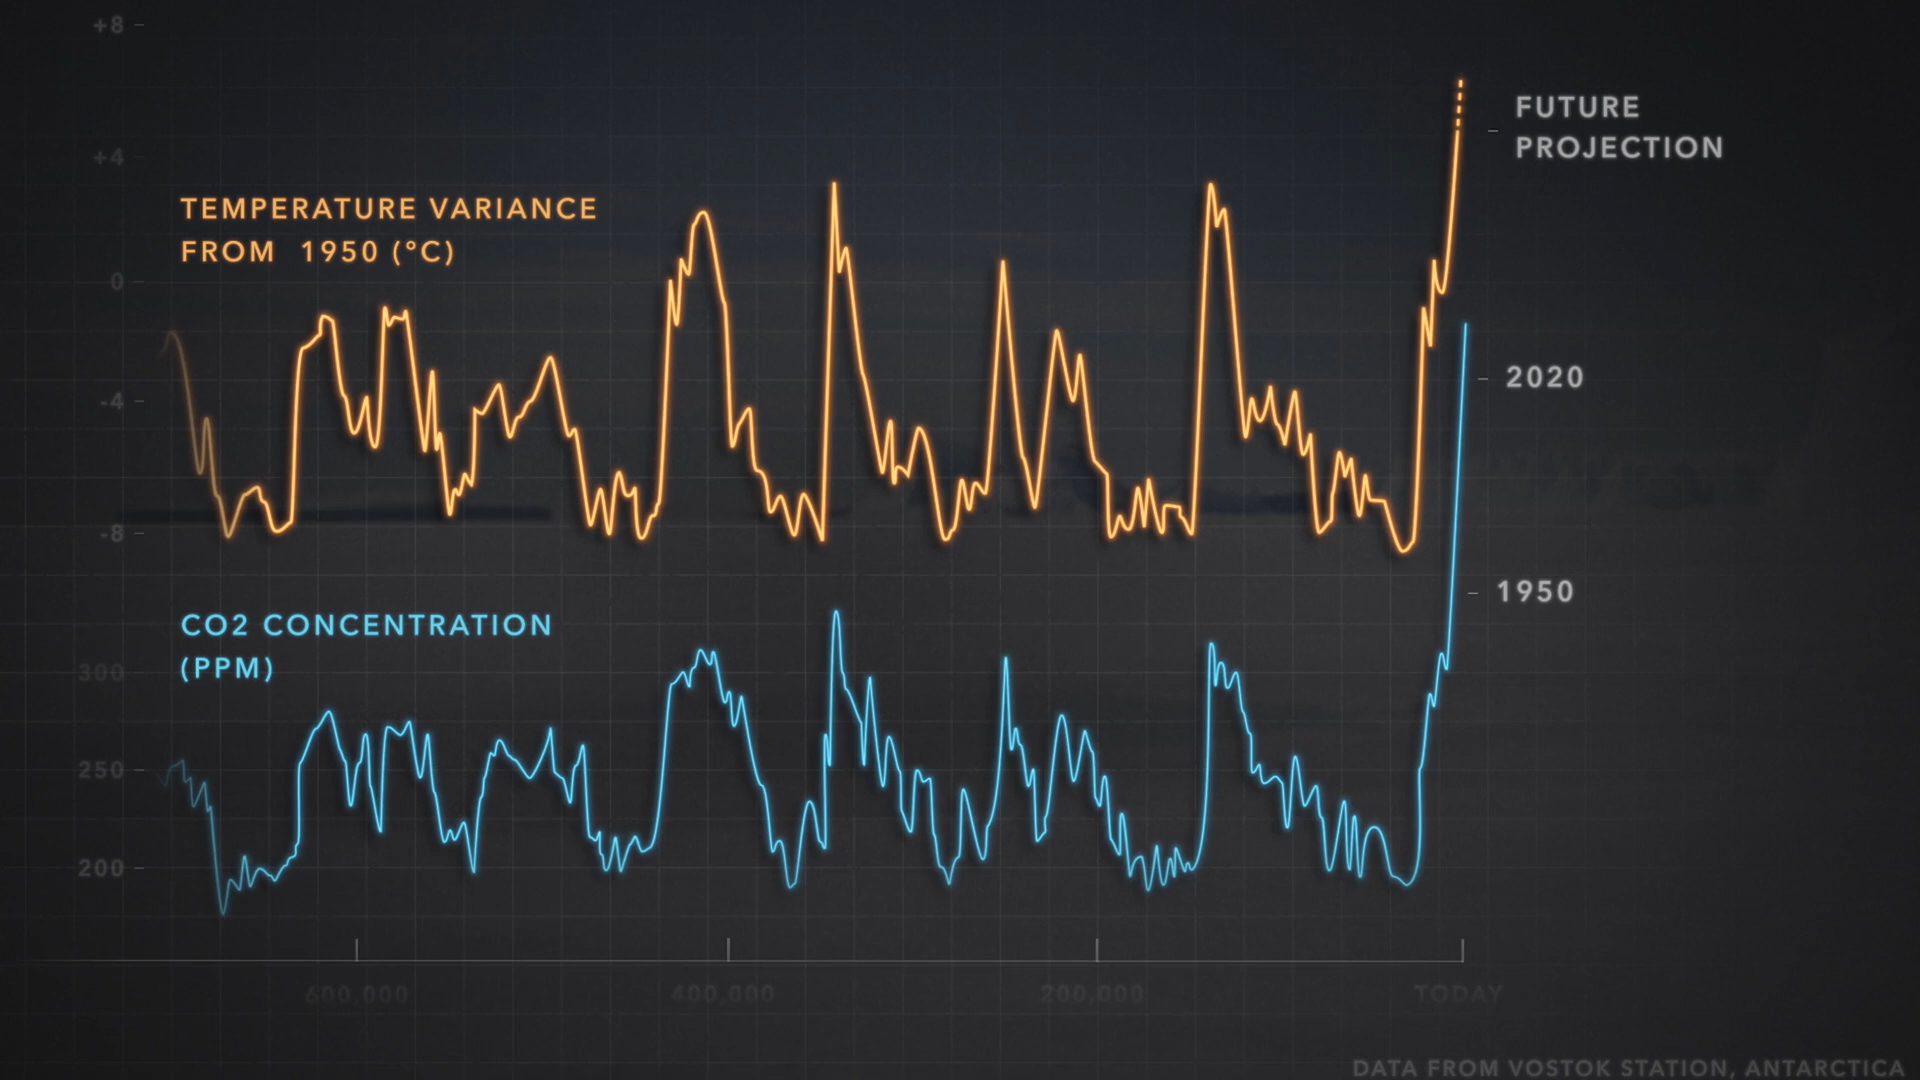 +8
+4
TEMPERATURE VARIANCE
FROM 1950 (°C)
0
-4
-8
FUTURE
PROJECTION
2020
1950
CO2 CONCENTRATION
(PPM)
300
250
200
600,000
400,000
200,000
TODAY
DATA FROM VOSTOK STATION, ANTARCTICA